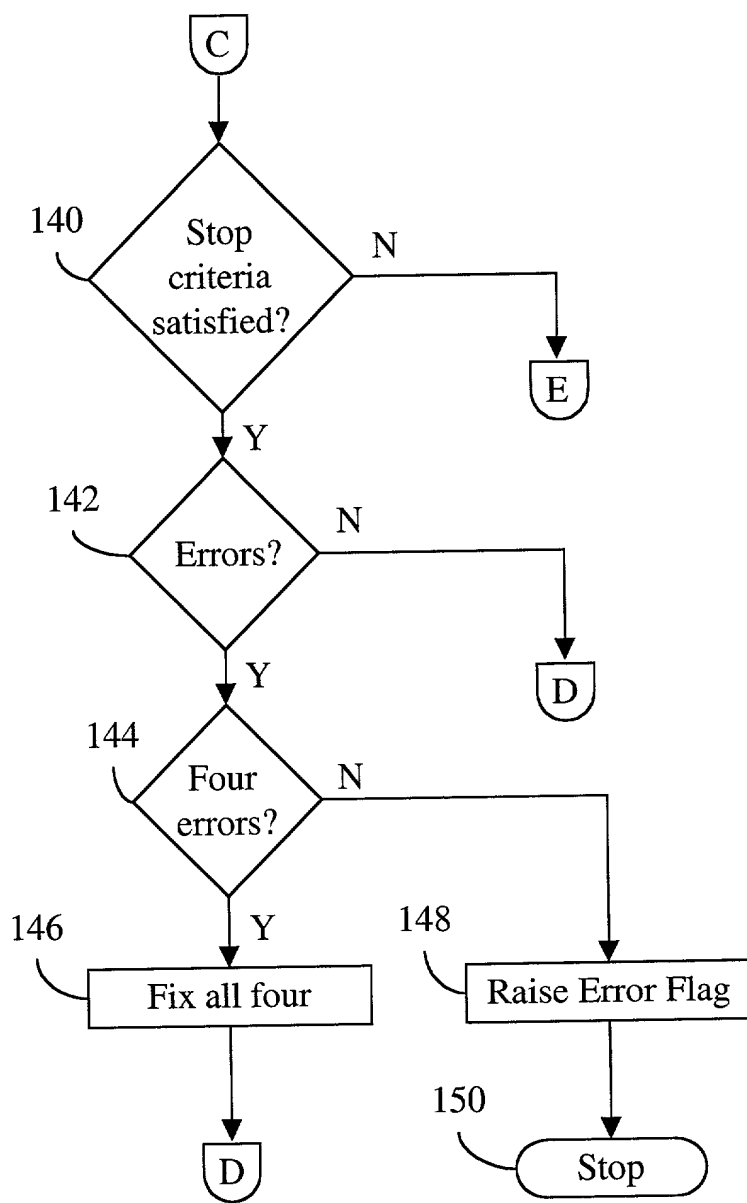 C
140
Stop
criteria
satisfied?
N
E
Y
142
Errors?
N
D
Y
144
Four
errors?
N
Y
146
Fix all four
148
Raise Error Flag
D
150
Stop